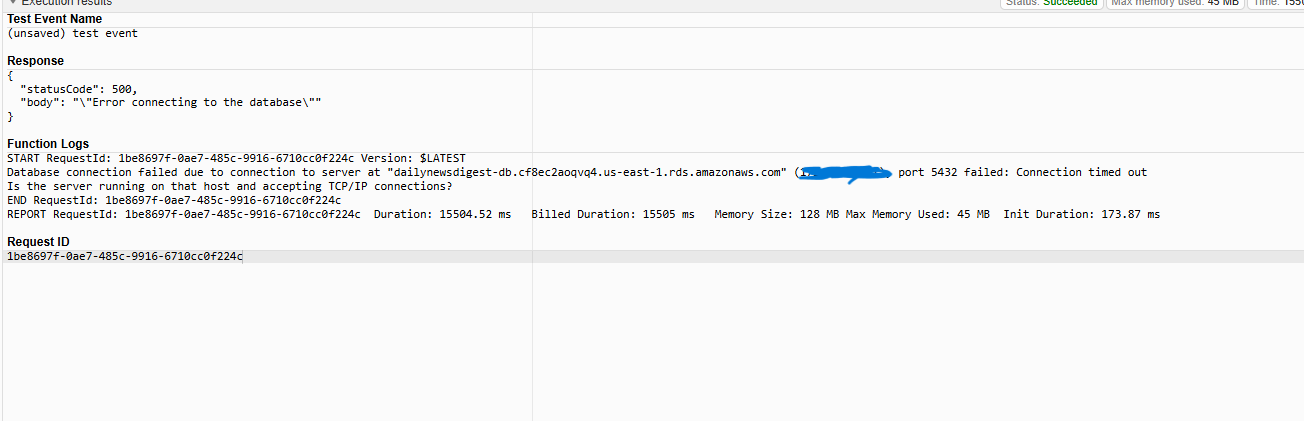 Execution results
Status: Succeeded
Max memory used: 45 MB
Time:
Test Event Name
(unsaved) test event
Response
{
"statusCode": 500,
"body": "\"Error connecting to the database\""
}
Function Logs
START RequestId: 1be8697f-0ae7-485c-9916-6710cc0f224c Version: $LATEST
Database connection failed due to connection to server at "dailynewsdigest-db.cf8ec2aoqvq4.us-east-1.rds.amazonaws.com" ( port 5432 failed: Connection timed out
Is the server running on that host and accepting TCP/IP connections?
END RequestId: 1be8697f-0ae7-485c-9916-6710cc0f224c
REPORT RequestId: 1be8697f-0ae7-485c-9916-6710cc0f224c Duration: 15504.52 ms Billed Duration: 15505 ms Memory Size: 128 MB Max Memory Used: 45 MB Init Duration: 173.87 ms
Request ID
1be8697f-0ae7-485c-9916-6710cc0f224c